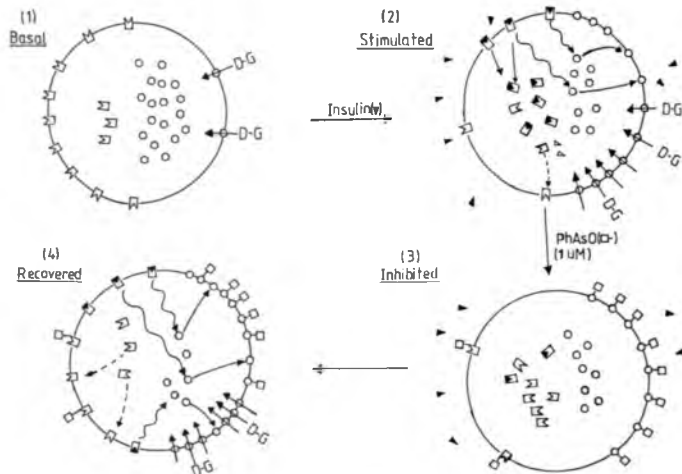 (1)
Basal
D-G
D-G
Insulin(▾),
(2)
Stimulated
D-G
D-G
D-G
PhAsO(□-)
(1 uM)
(3)
Inhibited
(4)
Recovered
D-G